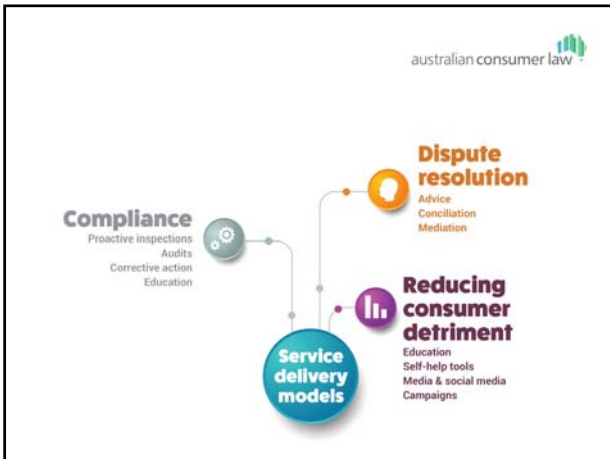 australian consumer law
Dispute
resolution
Advice
Conciliation
Mediation
Compliance
Proactive inspections
Audits
Corrective action
Education
Reducing
consumer
detriment
Education
Self-help tools
Media & social media
Campaigns
Service
delivery
models